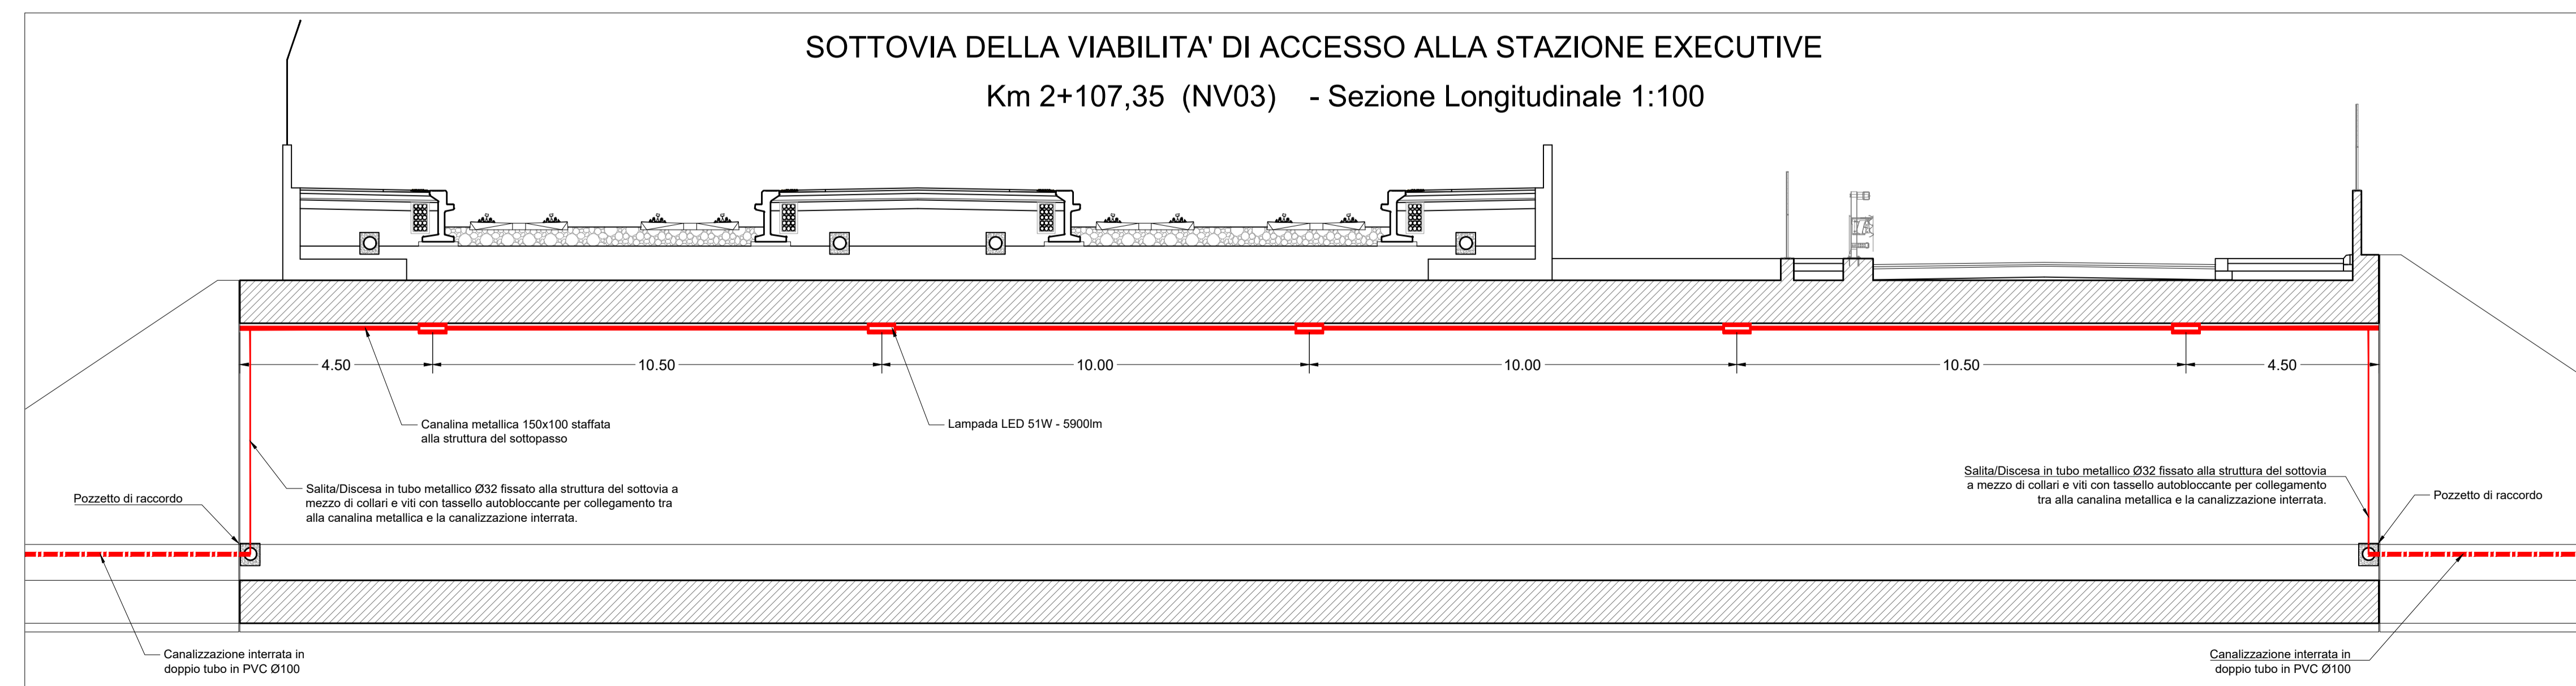 SOTTOVIA DELLA VIABILITA' DI ACCESSO ALLA STAZIONE EXECUTIVE
Km 2+107,35 (NV03) - Sezione Longitudinale 1:100
4.50
10.50
10.00
10.00
10.50
4.50
Canalina metallica 150x100 staffata
alla struttura del sottopasso
Lampada LED 51W - 5900lm
Salita/Discesa in tubo metallico Ø32 fissato alla struttura del sottovia a
mezzo di collari e viti con tassello autobloccante per collegamento tra
alla canalina metallica e la canalizzazione interrata.
Pozzetto di raccordo
Salita/Discesa in tubo metallico Ø32 fissato alla struttura del sottovia
a mezzo di collari e viti con tassello autobloccante per collegamento
tra alla canalina metallica e la canalizzazione interrata.
Pozzetto di raccordo
Canalizzazione interrata in
doppio tubo in PVC Ø100
Canalizzazione interrata in
doppio tubo in PVC Ø100